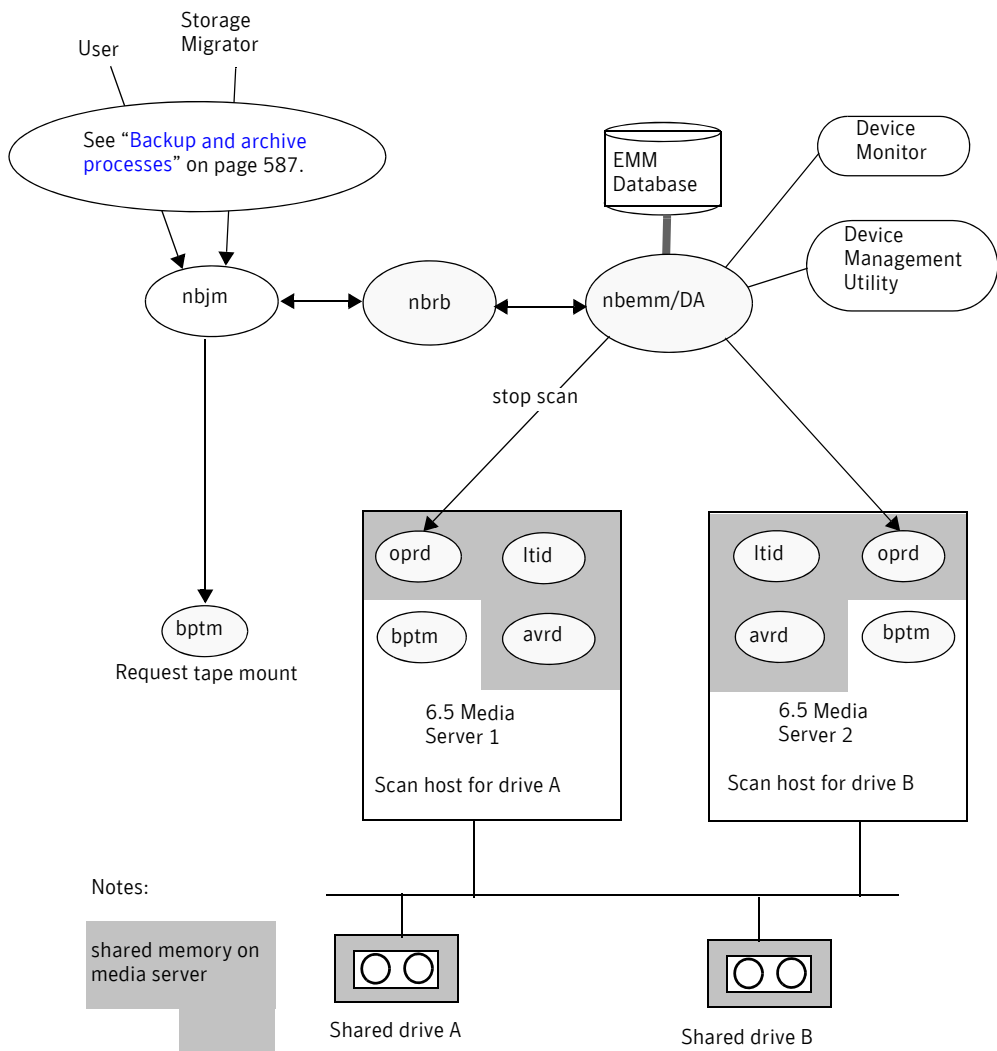 Storage
Migrator
User
See “Backup and archive
processes” on page 587.
EMM
Database
Device
Monitor
Device
Management
Utility
nbjm
nbrb
nbemm/DA
stop scan
oprd
ltid
bptm
avrd
6.5 Media
Server 1
Scan host for drive A
ltid
oprd
avrd
bptm
6.5 Media
Server 2
Scan host for drive B
bptm
Request tape mount
Notes:
shared memory on
media server
Shared drive A
Shared drive B